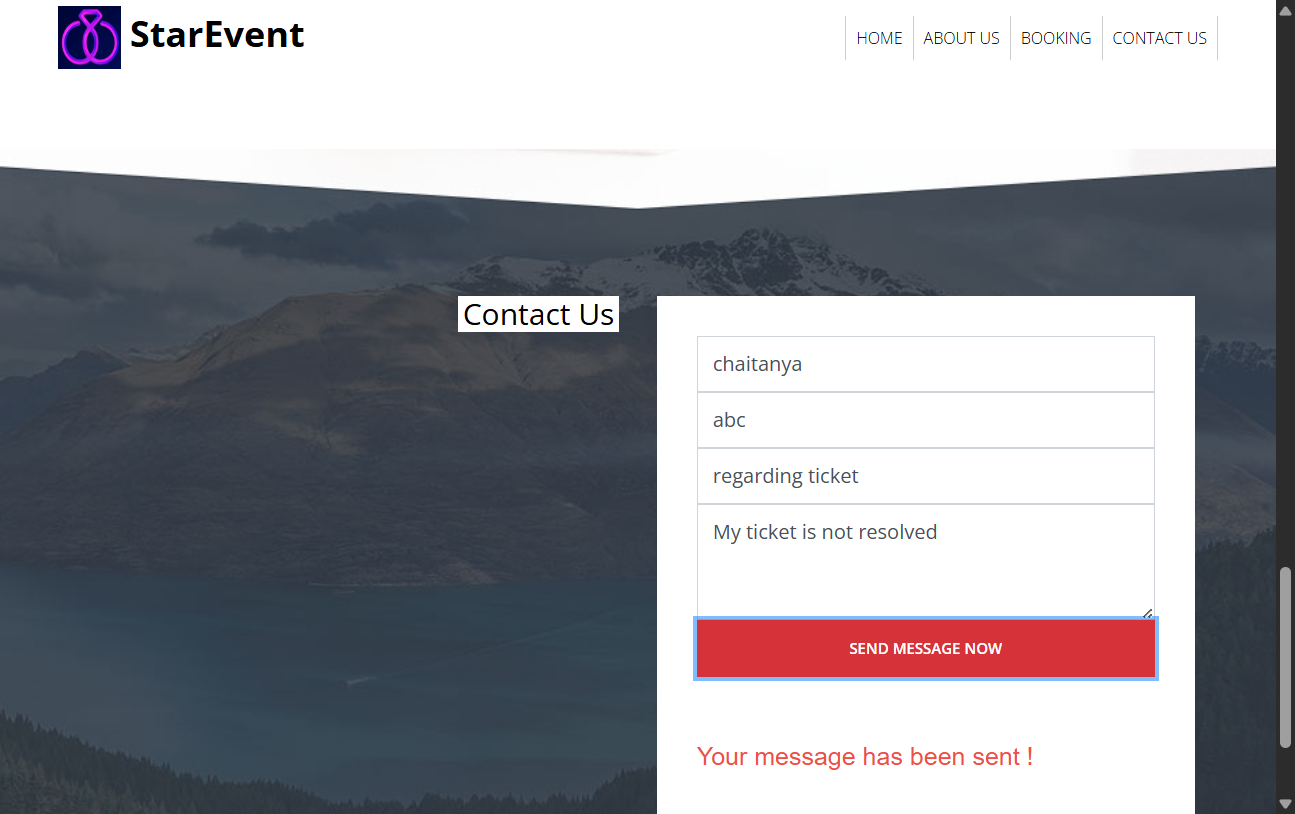 StarEvent
HOME ABOUT US BOOKING CONTACT US
Contact Us
chaitanya
abc
regarding ticket
My ticket is not resolved
SEND MESSAGE NOW
Your message has been sent !